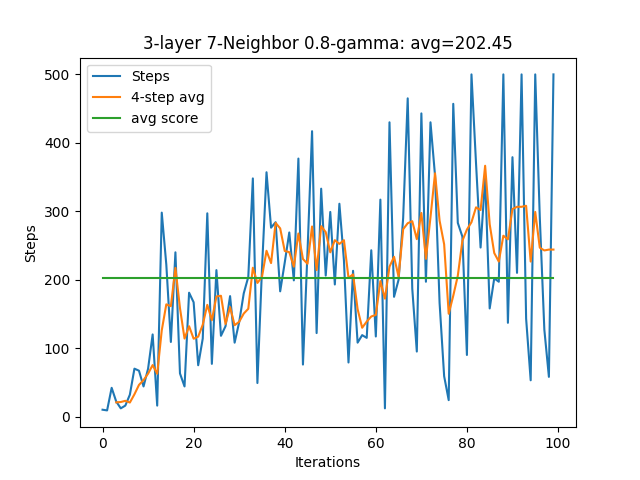 3-layer 7-Neighbor 0.8-gamma: avg=202.45
Steps
4-step avg
avg score
500
400
300
200
100
0
Steps
0 20 40 60 80 100
Iterations